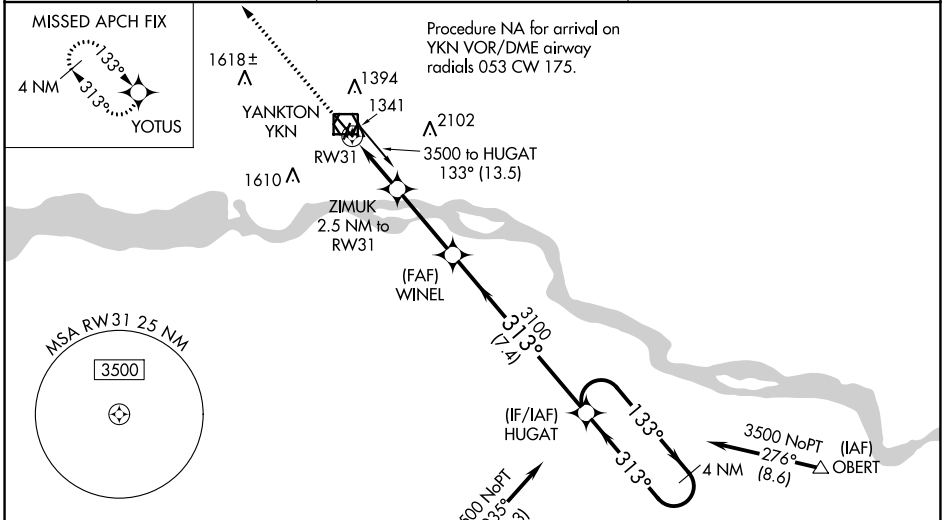 MISSED APCH FIX
133°
4 NM
313°
YOTUS
Procedure NA for arrival on
YKN VOR/DME airway
radials 053 CW 175.
1618±
1394
1341
YANKTON
YKN
2102
RW31
3500 to HUGAT
133° (13.5)
1610
ZIMUK
2.5 NM to
RW31
(FAF)
WINEL
3100
313°
(7.4)
MSA RW31 25 NM
3500
(IF/IAF)
HUGAT
133°
313°
4 NM
3500 NoPT
276°
(8.6)
(IAF)
OBERT
NoPT